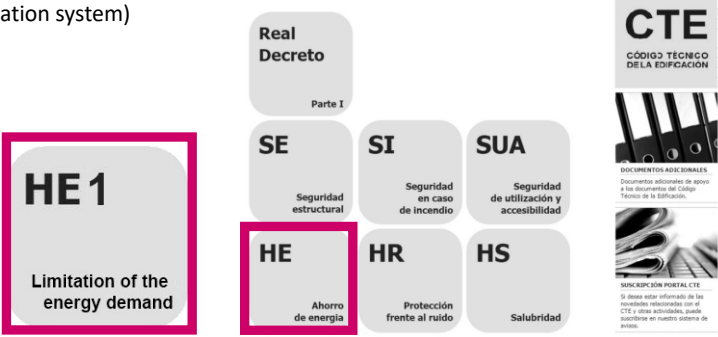 ation system)
HE 1
Limitation of the
energy demand
Real
Decreto
Parte I
SE
Seguridad
estructural
SI
Seguridad
en caso
de incendio
SUA
Seguridad
de utilización y
accesibilidad
HE
Ahorro
de energia
HR
Protección
frente al ruido
HS
Salubridad
CTE
CÓDIGO TÉCNICO
DE LA EDIFICACIÓN
DOCUMENTOS ADICIONALES
Documentos adicionales de apoyo
a los documentos del Código
Técnico de la Edificación.
SUSCRIPCIÓN PORTAL CTE
Si desea estar informado de las
novedades relacionadas con el
CTE y otras actividades, puede
suscribirse en nuestro sistema de
avisos.